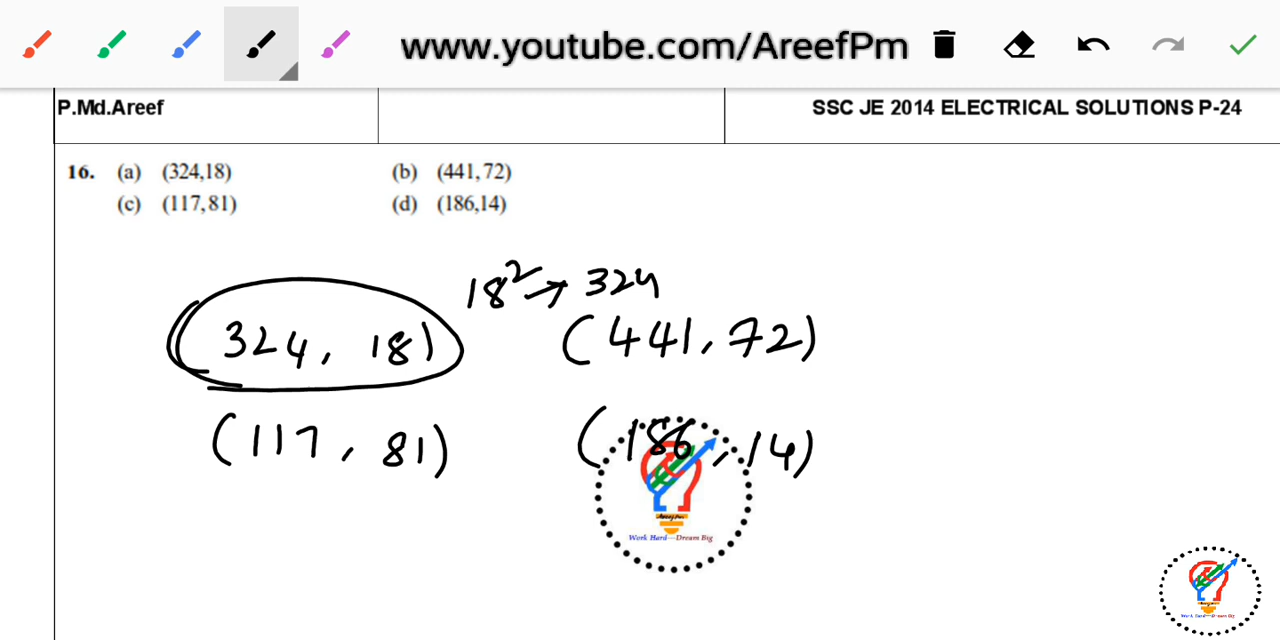 www.youtube.com/AreefPm
P.Md.Areef
SSC JE 2014 ELECTRICAL SOLUTIONS P-24
16. (a) (324,18) (b) (441,72)
(c) (117,81) (d) (186,14)
18² → 324
(324, 18) (441, 72)
(117, 81) (186, 14)
Work Hard---Dream Big